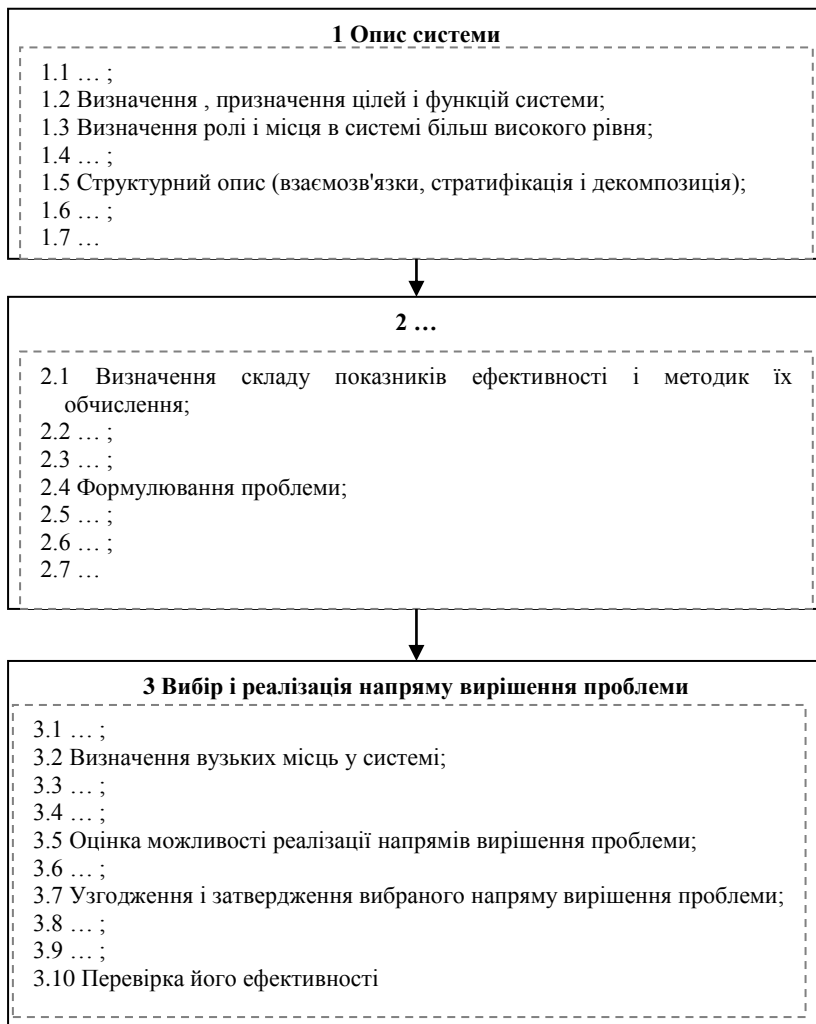 1 Опис системи
1.1 … ;
1.2 Визначення , призначення цілей і функцій системи;
1.3 Визначення ролі і місця в системі більш високого рівня;
1.4 … ;
1.5 Структурний опис (взаємозв'язки, стратифікація і декомпозиція);
1.6 … ;
1.7 …
2 …
2.1 Визначення складу показників ефективності і методик їх
обчислення;
2.2 … ;
2.3 … ;
2.4 Формулювання проблеми;
2.5 … ;
2.6 … ;
2.7 …
3 Вибір і реалізація напряму вирішення проблеми
3.1 … ;
3.2 Визначення вузьких місць у системі;
3.3 … ;
3.4 … ;
3.5 Оцінка можливості реалізації напрямів вирішення проблеми;
3.6 … ;
3.7 Узгодження і затвердження вибраного напряму вирішення проблеми;
3.8 … ;
3.9 … ;
3.10 Перевірка його ефективності